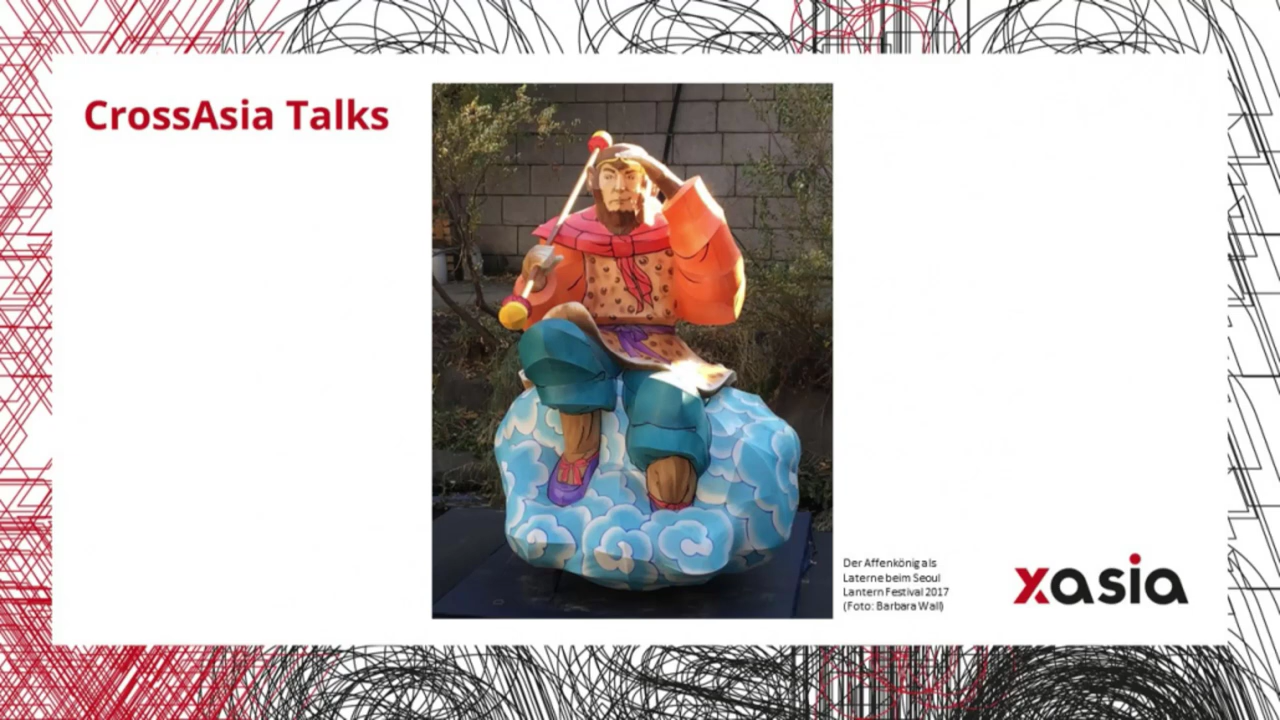 CrossAsia Talks
Der Affenkönig als
Laterne beim Seoul
Lantern Festival 2017
(Foto: Barbara Wall)
xasia